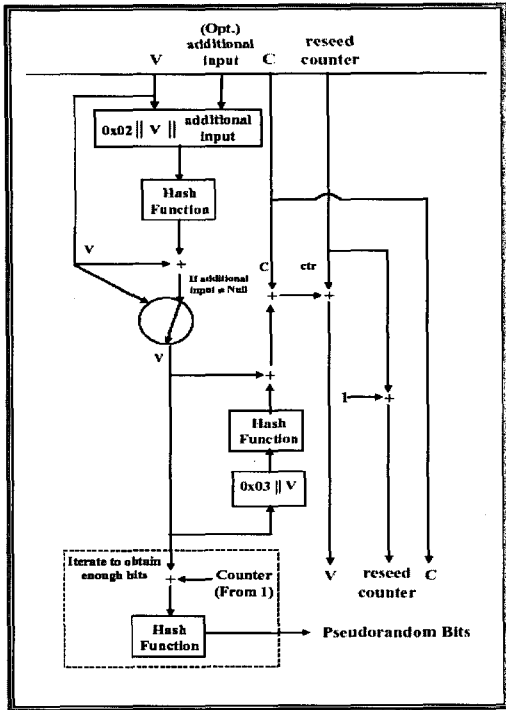 (Opt.)
additional
input
V
C
reseed
counter
0x02 || V || additional
input
Hash
Function
V
+
If additional
input ≠ Null
V
C
ctr
+
+
+
1
+
Hash
Function
0x03 || V
Iterate to obtain
enough bits
+
Counter
(From 1)
Hash
Function
Pseudorandom Bits
V
reseed
counter
C